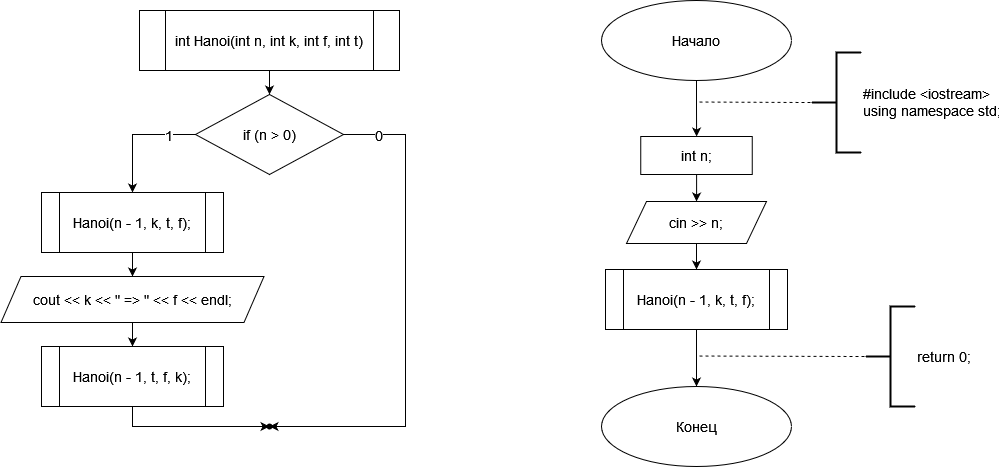 int Hanoi(int n, int k, int f, int t)
if (n > 0)
1
0
Hanoi(n - 1, k, t, f);
cout << k << " => " << f << endl;
Hanoi(n - 1, t, f, k);
Начало
#include <iostream>
using namespace std;
int n;
cin >> n;
Hanoi(n - 1, k, t, f);
return 0;
Конец